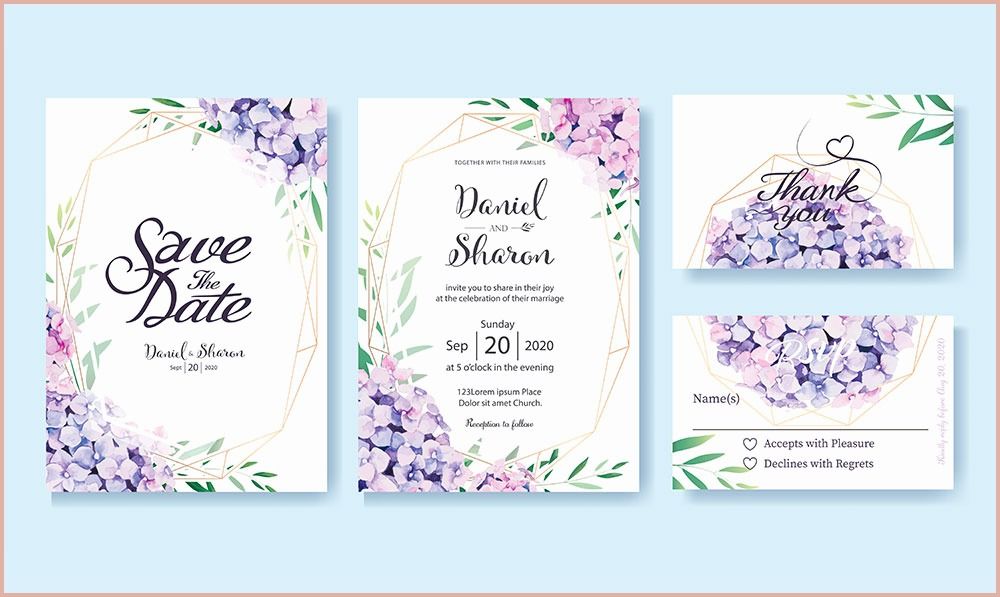 Save
The
Date
Daniel & Sharon
Sept | 20 | 2020
TOGETHER WITH THEIR FAMILIES
Daniel
AND
Sharon
invite you to share in their joy
at the celebration of their marriage
Sunday
Sep | 20 | 2020
at 5 o'clock in the evening
123Lorem ipsum Place
Dolor sit amet Church.
Reception to follow
Thank
you
RSVP
Name(s)
Accepts with Pleasure
Declines with Regrets
Kindly reply before Aug 20, 2020